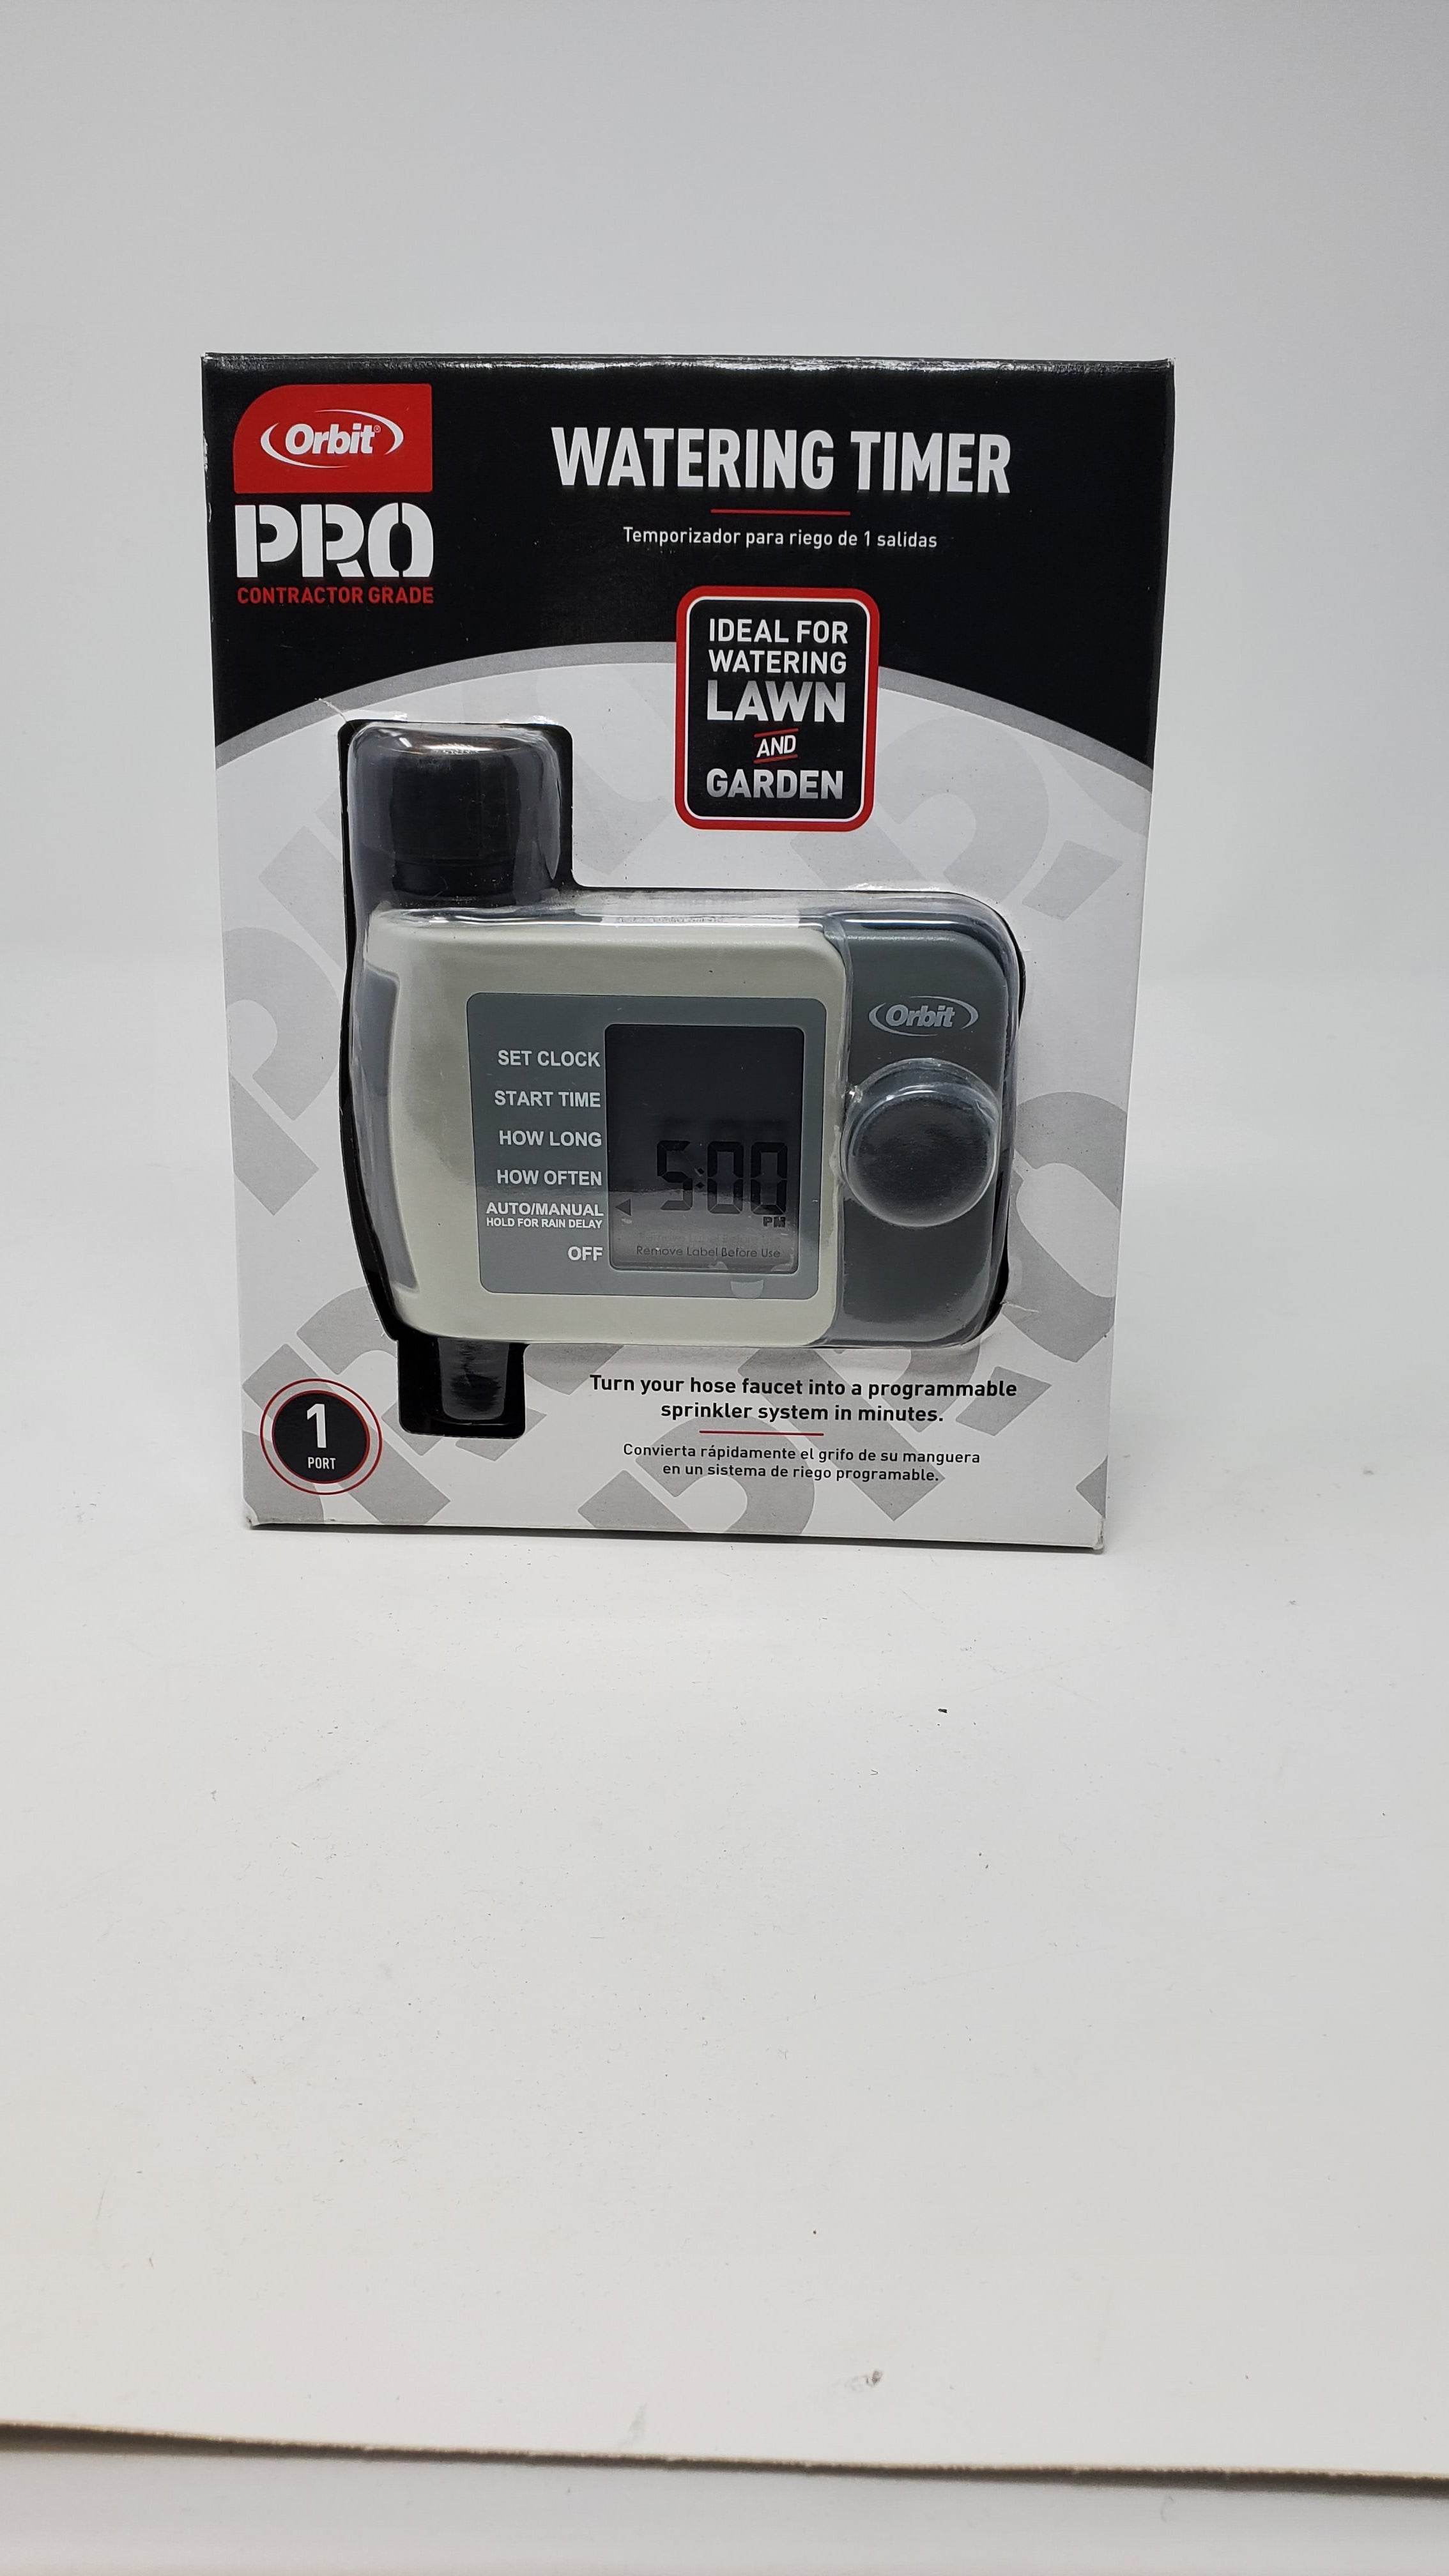 Orbit®
PRO
CONTRACTOR GRADE
WATERING TIMER
Temporizador para riego de 1 salidas
IDEAL FOR
WATERING
LAWN
AND
GARDEN
Orbit
SET CLOCK
START TIME
HOW LONG
HOW OFTEN
AUTO/MANUAL
HOLD FOR RAIN DELAY
OFF
5:00
PM
Remove Label Before Use
1
PORT
Turn your hose faucet into a programmable
sprinkler system in minutes.
Convierta rápidamente el grifo de su manguera
en un sistema de riego programable.